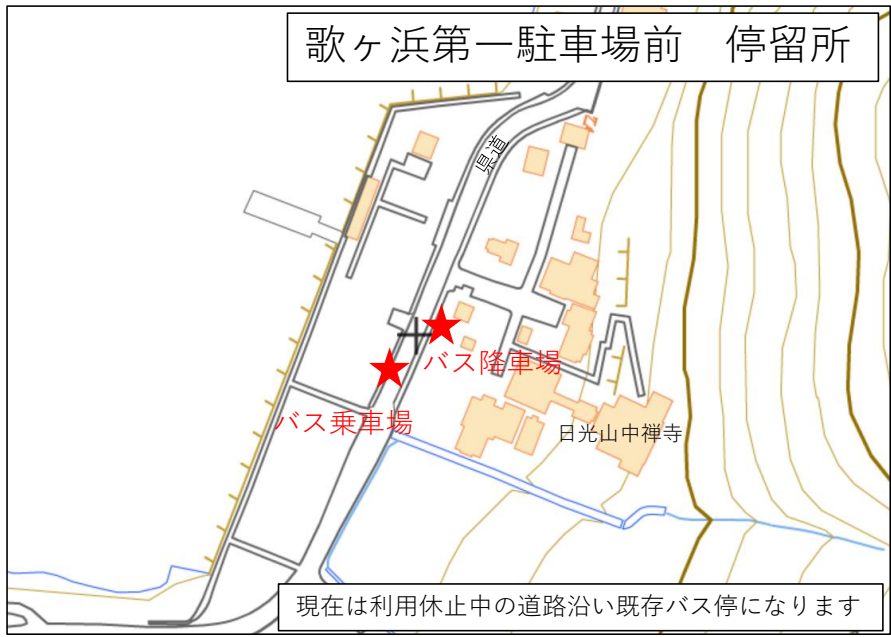 歌ヶ浜第一駐車場前　停留所
県道
バス降車場
バス乗車場
日光山中禅寺
現在は利用休止中の道路沿い既存バス停になります